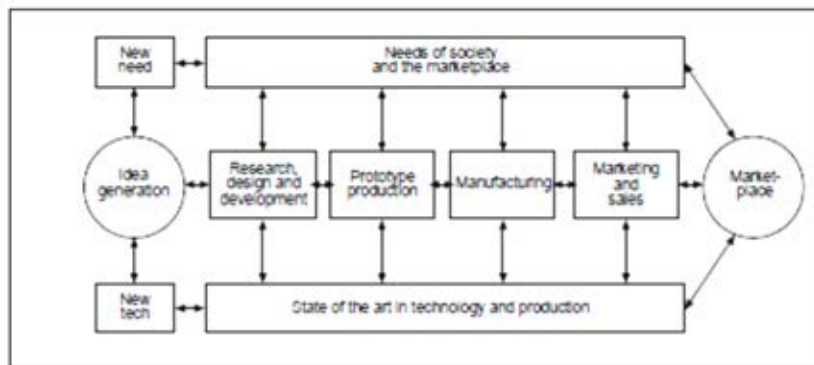 New
need
Needs of society
and the marketplace
Idea
generation
Research,
design and
development
Prototype
production
Manufacturing
Marketing
and
sales
Market-
place
New
tech
State of the art in technology and production